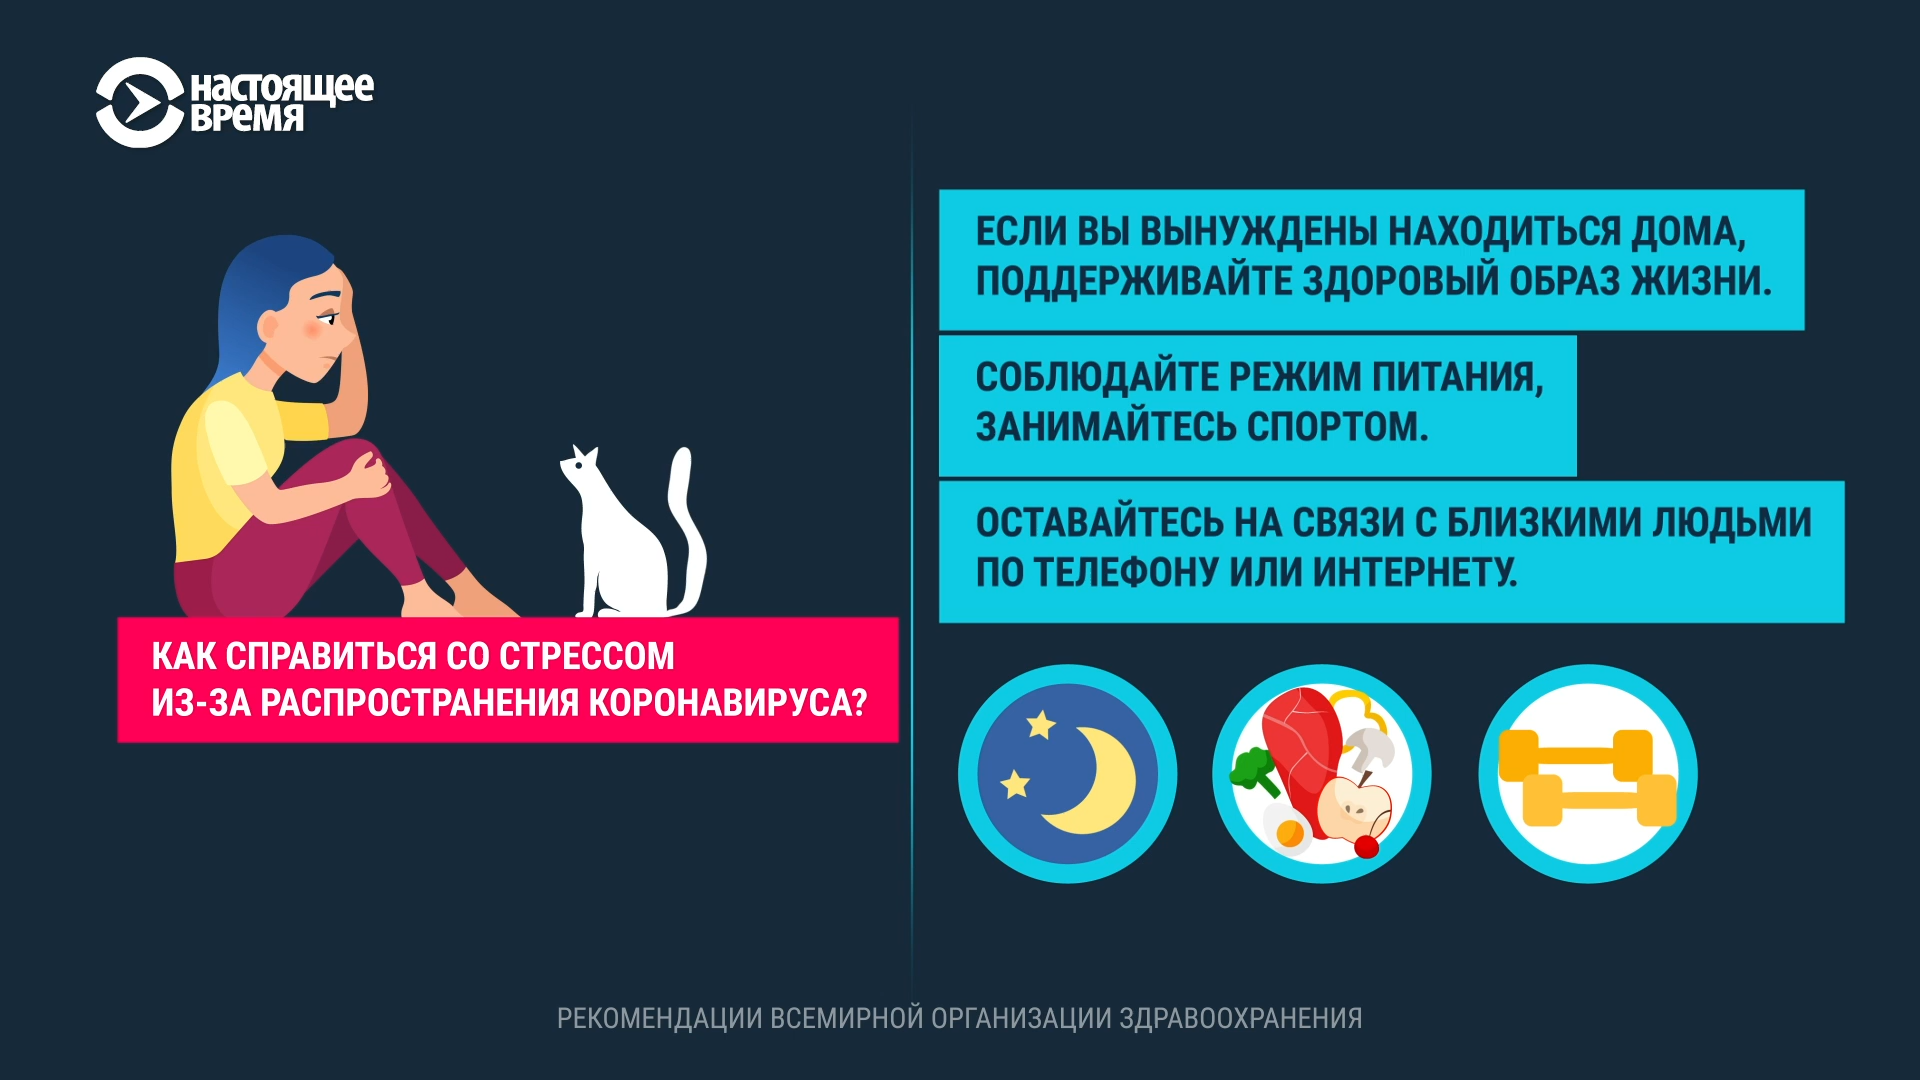 настоящее
время
КАК СПРАВИТЬСЯ СО СТРЕССОМ
ИЗ-ЗА РАСПРОСТРАНЕНИЯ КОРОНАВИРУСА?
ЕСЛИ ВЫ ВЫНУЖДЕНЫ НАХОДИТЬСЯ ДОМА,
ПОДДЕРЖИВАЙТЕ ЗДОРОВЫЙ ОБРАЗ ЖИЗНИ.
СОБЛЮДАЙТЕ РЕЖИМ ПИТАНИЯ,
ЗАНИМАЙТЕСЬ СПОРТОМ.
ОСТАВАЙТЕСЬ НА СВЯЗИ С БЛИЗКИМИ ЛЮДЬМИ
ПО ТЕЛЕФОНУ ИЛИ ИНТЕРНЕТУ.
РЕКОМЕНДАЦИИ ВСЕМИРНОЙ ОРГАНИЗАЦИИ ЗДРАВООХРАНЕНИЯ